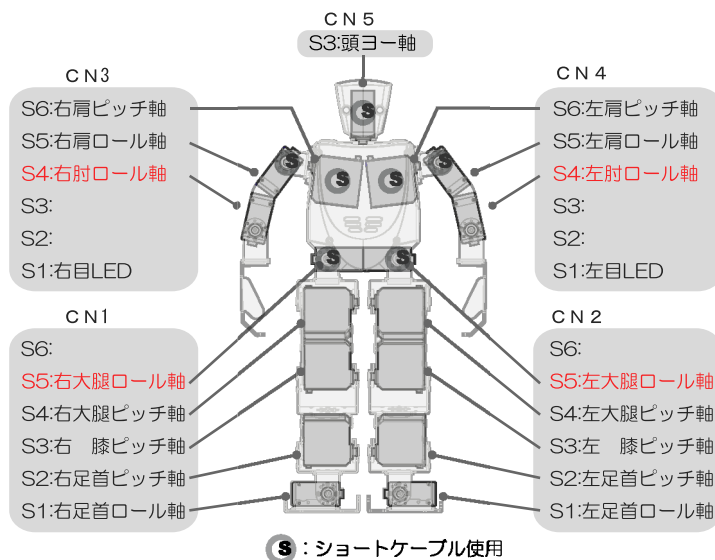 CN5
S3:頭ヨー軸
CN3
S6:右肩ピッチ軸
S5:右肩ロール軸
S4:右肘ロール軸
S3:
S2:
S1:右目LED
CN4
S6:左肩ピッチ軸
S5:左肩ロール軸
S4:左肘ロール軸
S3:
S2:
S1:左目LED
S
S
S
S
S
S
S
CN1
S6:
S5:右大腿ロール軸
S4:右大腿ピッチ軸
S3:右　膝ピッチ軸
S2:右足首ピッチ軸
S1:右足首ロール軸
CN2
S6:
S5:左大腿ロール軸
S4:左大腿ピッチ軸
S3:左　膝ピッチ軸
S2:左足首ピッチ軸
S1:左足首ロール軸
S：ショートケーブル使用